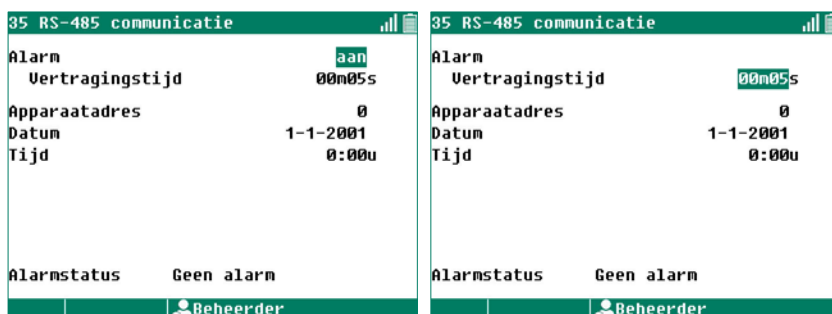 35 RS-485 communicatie
Alarm aan
Vertragingstijd 00m05s
Apparaatadres 0
Datum 1-1-2001
Tijd 0:00u
Alarmstatus Geen alarm
Beheerder
35 RS-485 communicatie
Alarm
Vertragingstijd 00m05s
Apparaatadres 0
Datum 1-1-2001
Tijd 0:00u
Alarmstatus Geen alarm
Beheerder